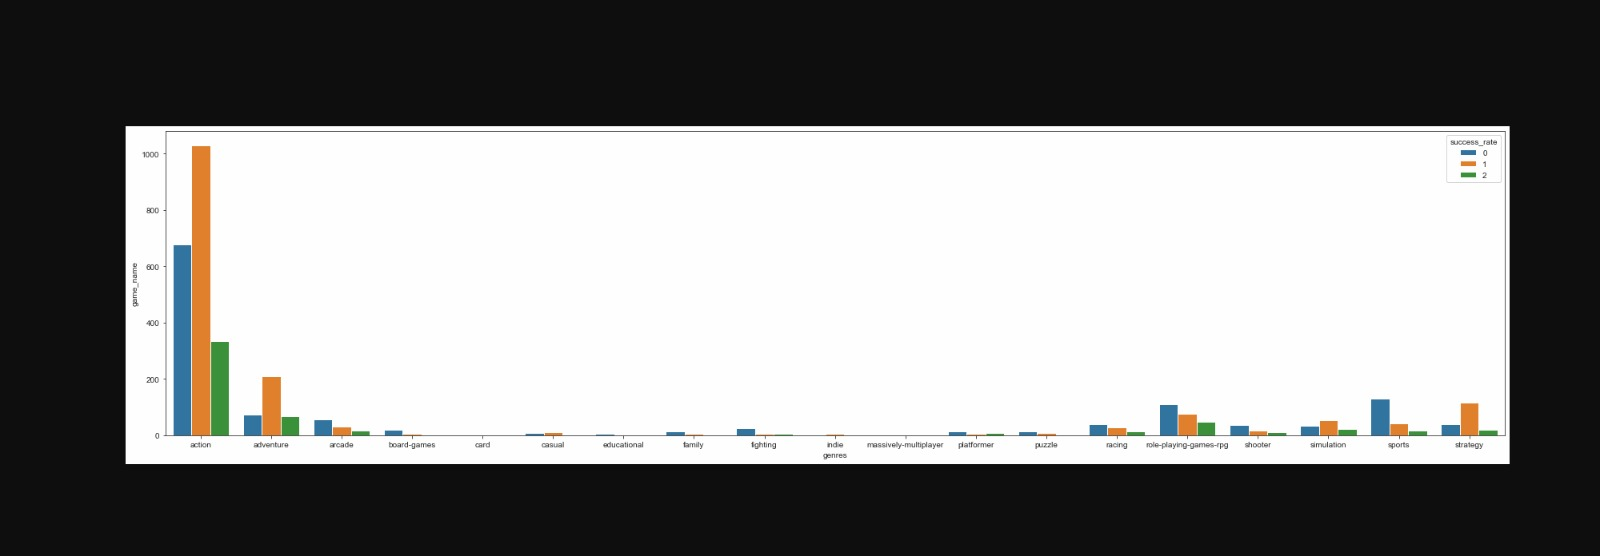 success_rate
0
1
2
1000
800
600
400
200
0
game_name
action adventure arcade board-games card casual educational family fighting indie massively-multiplayer platformer puzzle racing role-playing-games-rpg shooter simulation sports strategy
genres